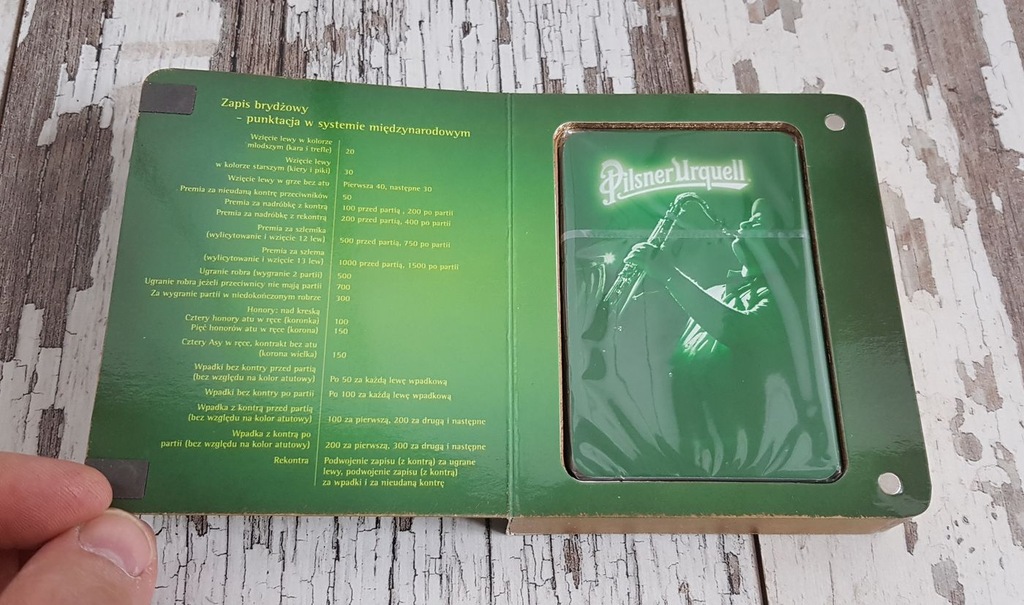 Zapis brydżowy
– punktacja w systemie międzynarodowym
Wzięcie lewy w kolorze
młodszym (kara i trefle) 20
Wzięcie lewy
w kolorze starszym (kiery i piki) 30
Wzięcie lewy w grze bez atu Pierwsza 40, następne 30
Premia za nieudaną kontrę przeciwników 50
Premia za nadróbkę z kontrą 100 przed partią , 200 po partii
Premia za nadróbkę z rekontrą 200 przed partią, 400 po partii
Premia za szlemika
(wylicytowanie i wzięcie 12 lew) 500 przed partią, 750 po partii
Premia za szlema
(wylicytowanie i wzięcie 13 lew) 1000 przed partią, 1500 po partii
Ugranie robra (wygranie 2 partii) 500
Ugranie robra jeżeli przeciwnicy nie mają partii 700
Za wygranie partii w niedokończonym robrze 300
Honory: nad kreską
Cztery honory atu w ręce (koronka) 100
Pięć honorów atu w ręce (korona) 150
Cztery Asy w ręce, kontrakt bez atu
(korona wielka) 150
Wpadki bez kontry przed partią
(bez względu na kolor atutowy) Po 50 za każdą lewę wpadkową
Wpadki bez kontry po partii Po 100 za każdą lewę wpadkową
Wpadka z kontrą przed partią
(bez względu na kolor atutowy) 100 za pierwszą, 200 za drugą i następne
Wpadka z kontrą po
partii (bez względu na kolor atutowy) 200 za pierwszą, 300 za drugą i następne
Rekontra Podwojenie zapisu (z kontrą) za ugrane
lewy, podwojenie zapisu (z kontrą)
za wpadki i za nieudaną kontrę
Pilsner Urquell